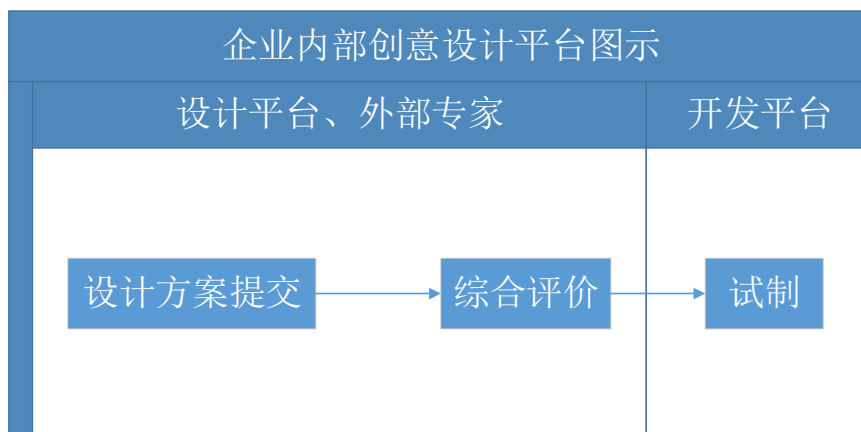 企业内部创意设计平台图示
设计平台、外部专家
开发平台
设计方案提交
综合评价
试制